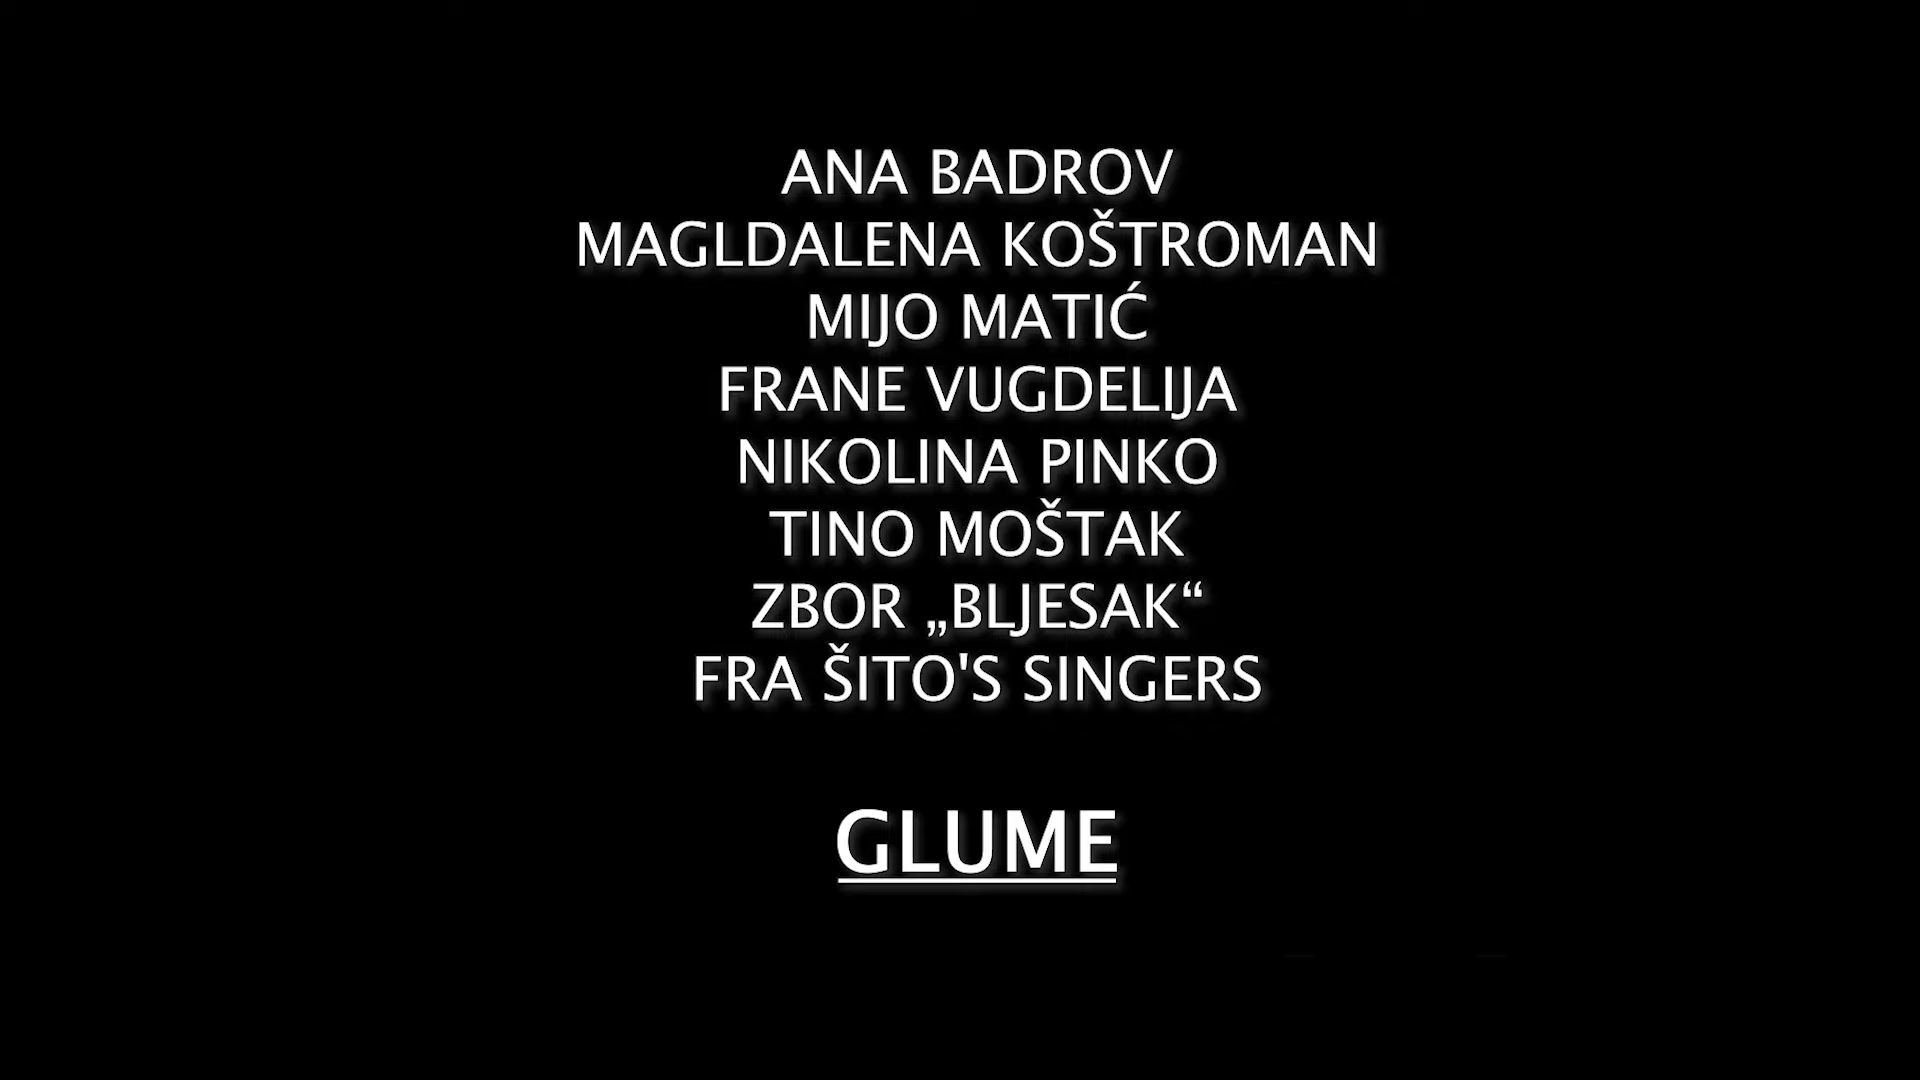 ANA BADROV
MAGLDALENA KOŠTROMAN
MIJO MATIĆ
FRANE VUGDELIJA
NIKOLINA PINKO
TINO MOŠTAK
ZBOR „BLJESAK“
FRA ŠITO'S SINGERS
GLUME